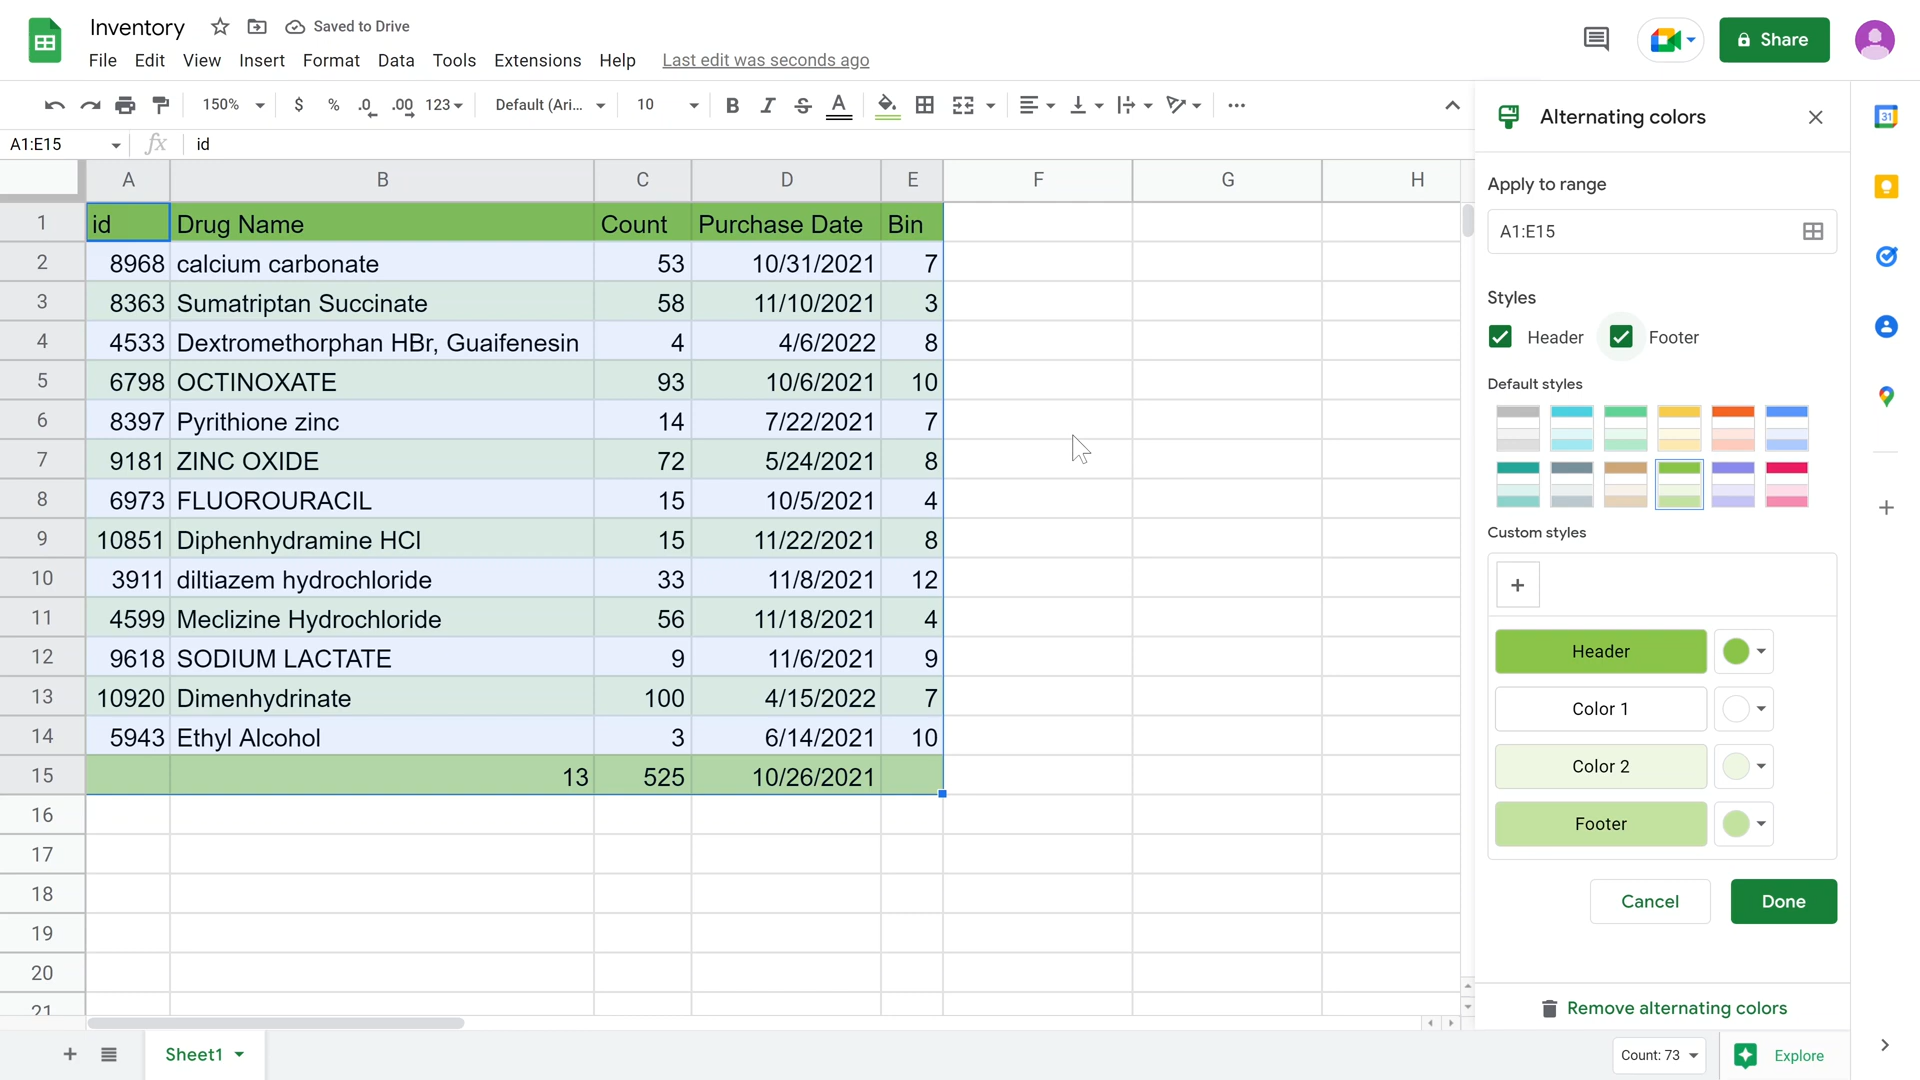 Inventory Saved to Drive
File Edit View Insert Format Data Tools Extensions Help Last edit was seconds ago
Share
150% $ % .0 .00 123 Default (Ari... 10 B I S A
A1:E15 fx id
A B C D E F G H
1 id Drug Name Count Purchase Date Bin
2 8968 calcium carbonate 53 10/31/2021 7
3 8363 Sumatriptan Succinate 58 11/10/2021 3
4 4533 Dextromethorphan HBr, Guaifenesin 4 4/6/2022 8
5 6798 OCTINOXATE 93 10/6/2021 10
6 8397 Pyrithione zinc 14 7/22/2021 7
7 9181 ZINC OXIDE 72 5/24/2021 8
8 6973 FLUOROURACIL 15 10/5/2021 4
9 10851 Diphenhydramine HCl 15 11/22/2021 8
10 3911 diltiazem hydrochloride 33 11/8/2021 12
11 4599 Meclizine Hydrochloride 56 11/18/2021 4
12 9618 SODIUM LACTATE 9 11/6/2021 9
13 10920 Dimenhydrinate 100 4/15/2022 7
14 5943 Ethyl Alcohol 3 6/14/2021 10
15 13 525 10/26/2021
16
17
18
19
20
21
Alternating colors
Apply to range
A1:E15
Styles
Header Footer
Default styles
Custom styles
+
Header
Color 1
Color 2
Footer
Cancel Done
Remove alternating colors
31
Sheet1
Count: 73 Explore